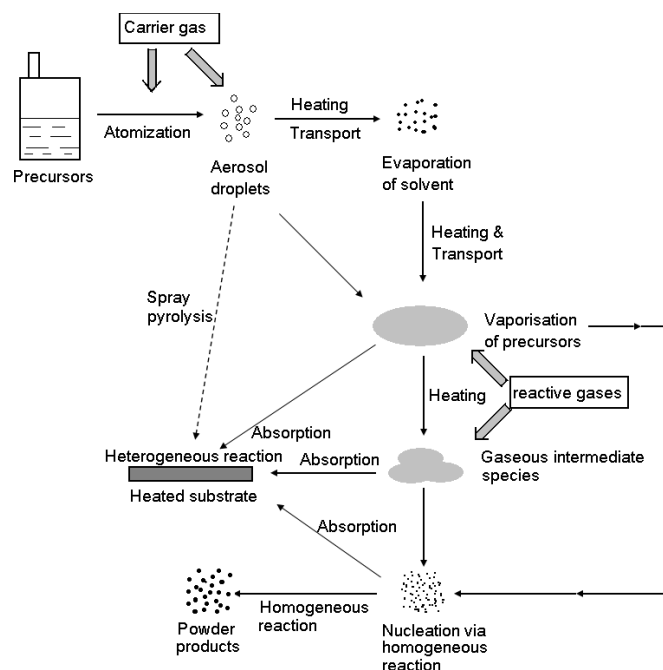 Carrier gas
Precursors
Atomization
Aerosol
droplets
Heating
Transport
Evaporation
of solvent
Heating &
Transport
Spray
pyrolysis
Vaporisation
of precursors
reactive gases
Heating
Absorption
Heterogeneous reaction
Heated substrate
Absorption
Gaseous intermediate
species
Absorption
Powder
products
Homogeneous
reaction
Nucleation via
homogeneous
reaction